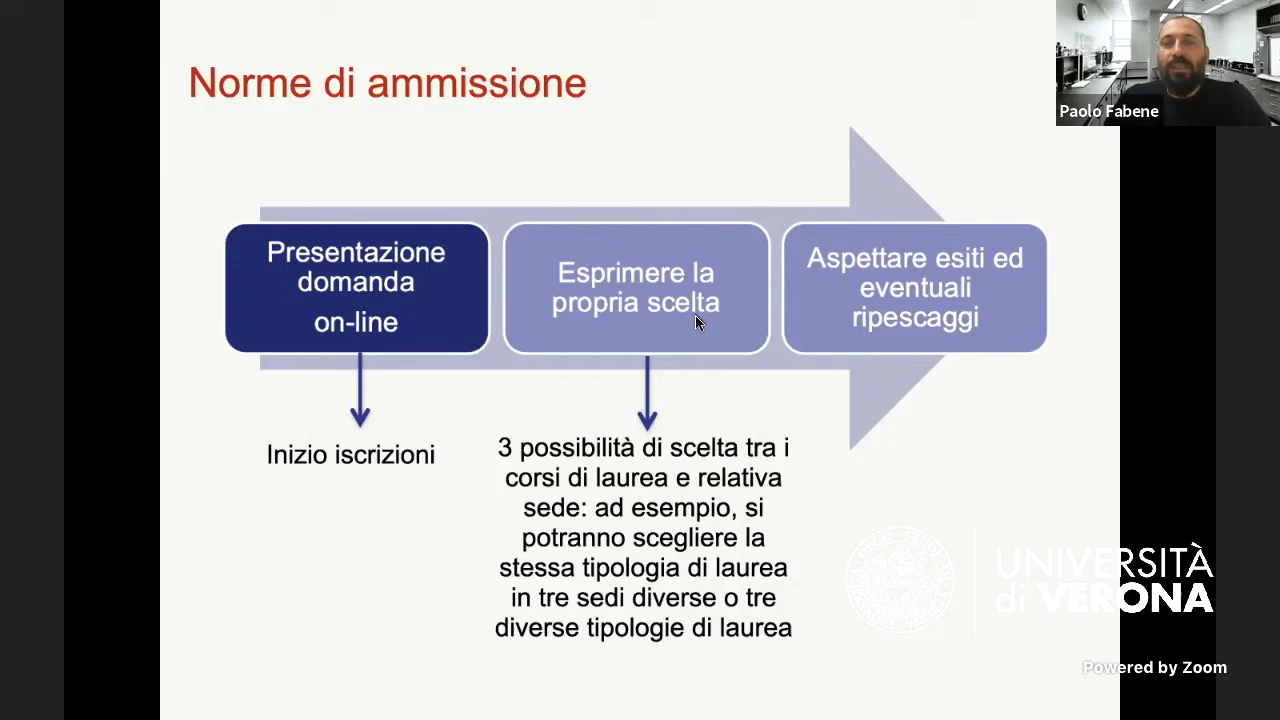 Norme di ammissione
Paolo Fabene
Presentazione
domanda
on-line
Esprimere la
propria scelta
Aspettare esiti ed
eventuali
ripescaggi
Inizio iscrizioni
3 possibilità di scelta tra i
corsi di laurea e relativa
sede: ad esempio, si
potranno scegliere la
stessa tipologia di laurea
in tre sedi diverse o tre
diverse tipologie di laurea
UNIVERSITÀ
di VERONA
Powered by Zoom